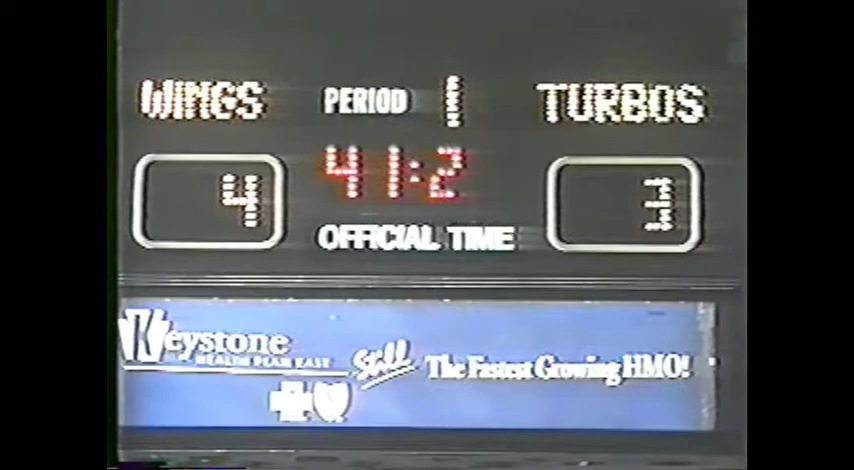 WINGS PERIOD 1 TURBOS
4 41:2 3
OFFICIAL TIME
Keystone
HEALTH PLAN EAST
Still The Fastest Growing HMO!